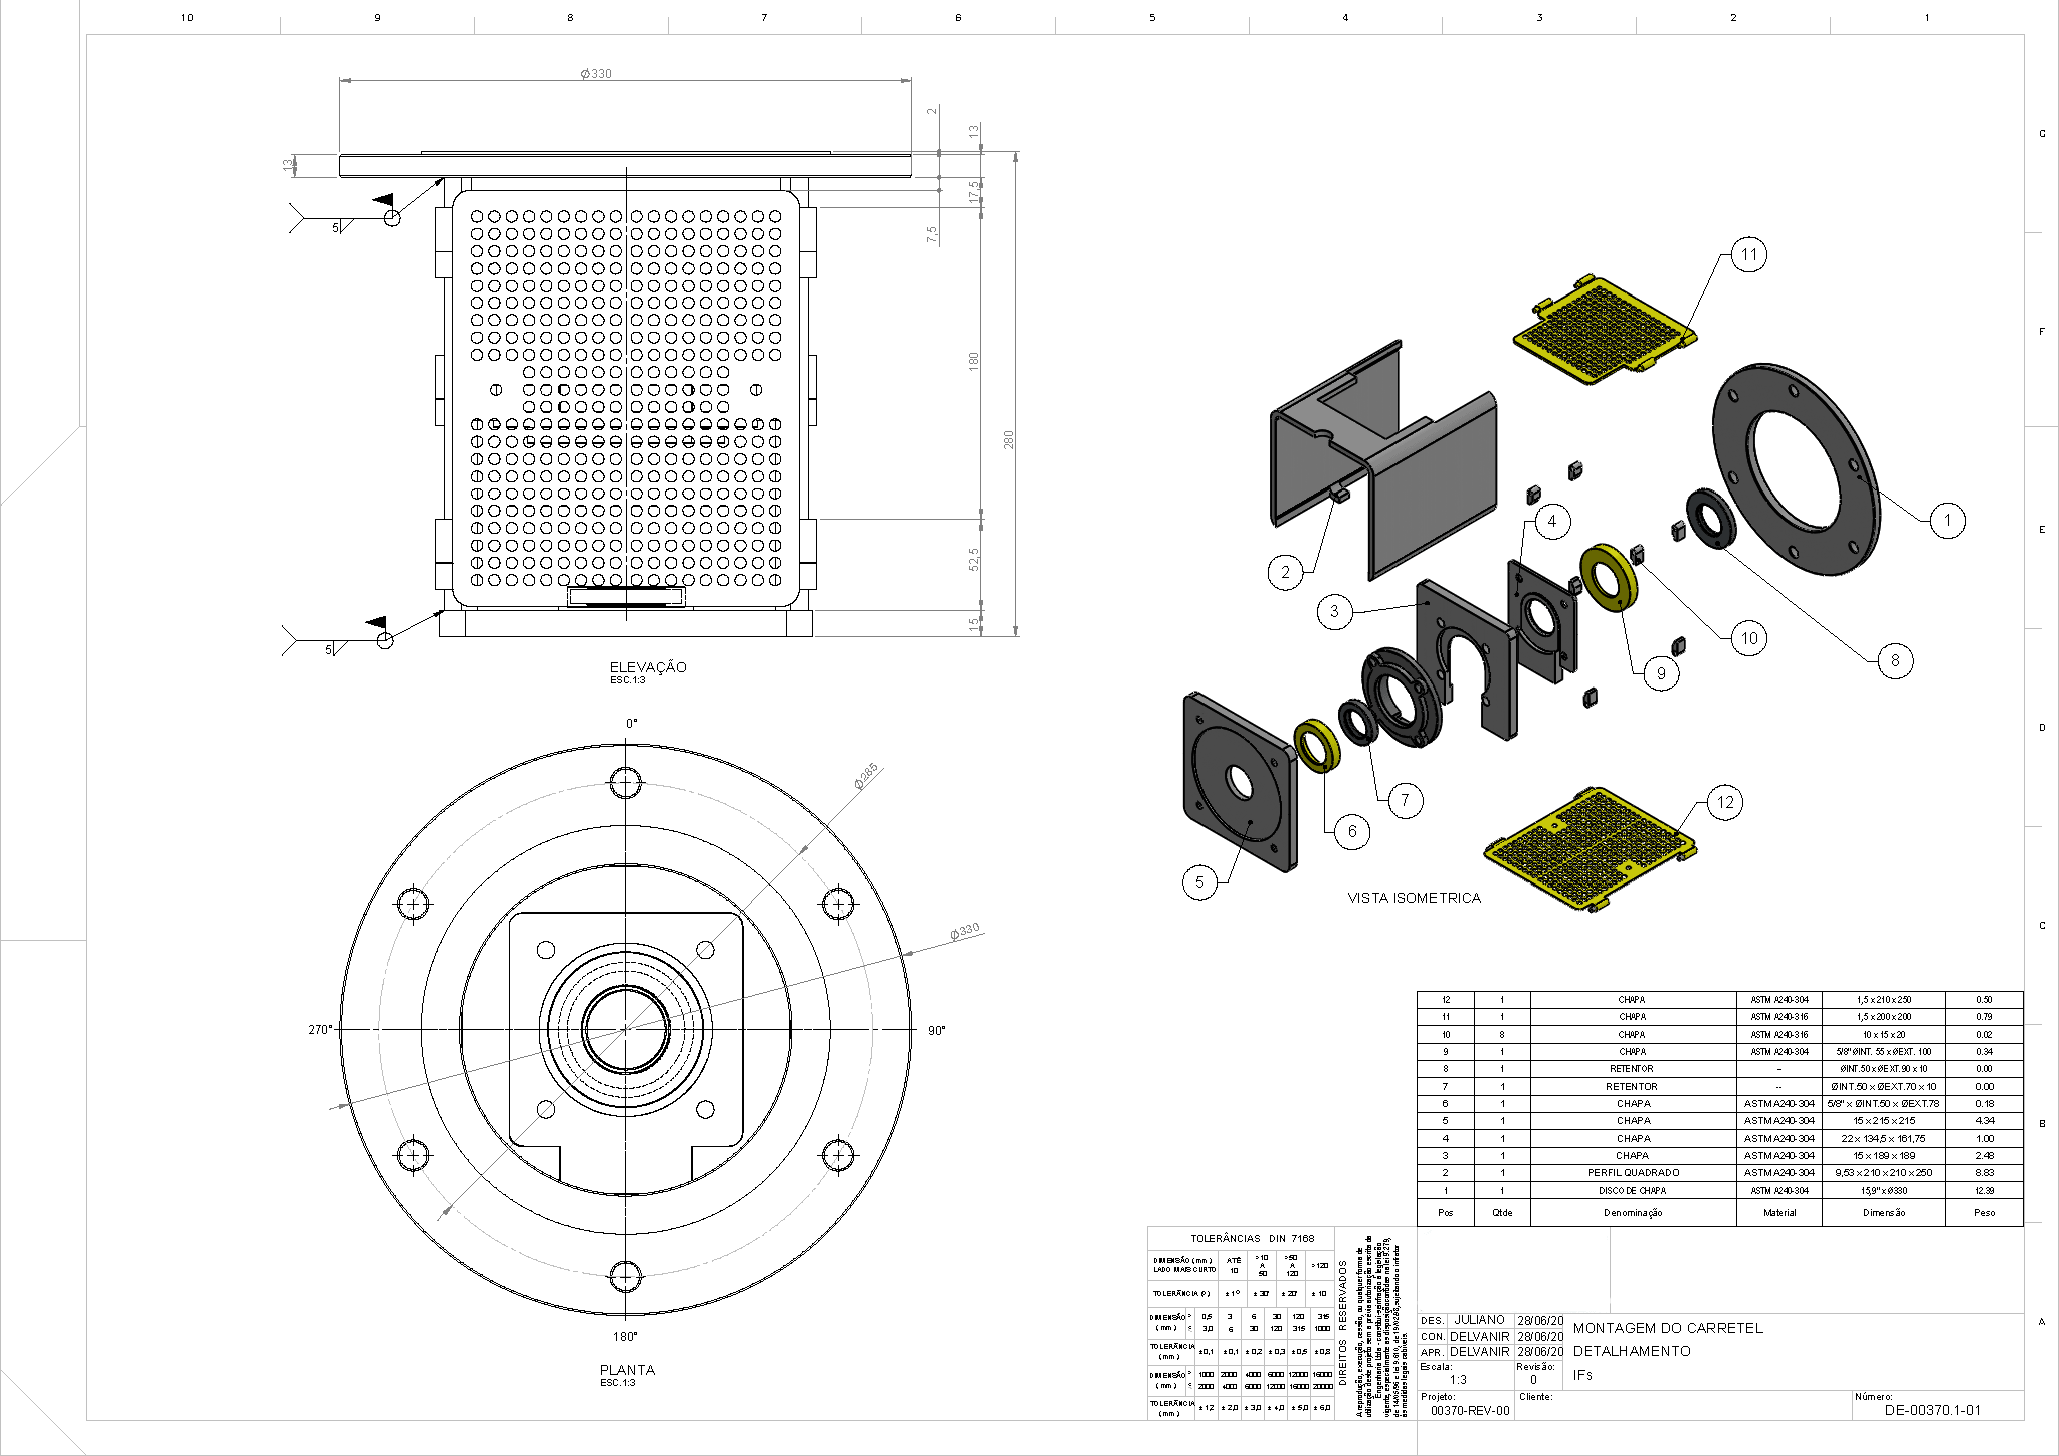 10 9 8 7 6 5 4 3 2 1
G
F
E
D
C
B
A
Ø330
2
13
13
17,5
7,5
180
280
52,5
15
5
5
ELEVAÇÃO
ESC.1:3
0°
Ø285
Ø330
270°
90°
180°
PLANTA
ESC.1:3
11
1
4
2
3
10
8
9
7
6
5
12
VISTA ISOMETRICA
12 1 CHAPA ASTM A240-304 1,5 x 210 x 250 0.50
11 1 CHAPA ASTM A240-316 1,5 x 200 x 200 0.79
10 8 CHAPA ASTM A240-316 10 x 15 x 20 0.02
9 1 CHAPA ASTM A240-304 5/8" ØINT. 55 x ØEXT. 100 0.34
8 1 RETENTOR -- ØINT.50 x ØEXT.90 x 10 0.00
7 1 RETENTOR -- ØINT.50 x ØEXT.70 x 10 0.00
6 1 CHAPA ASTM A240-304 5/8" x ØINT.50 x ØEXT.78 0.18
5 1 CHAPA ASTM A240-304 15 x 215 x 215 4.34
4 1 CHAPA ASTM A240-304 22 x 134,5 x 161,75 1.00
3 1 CHAPA ASTM A240-304 15 x 189 x 189 2.48
2 1 PERFIL QUADRADO ASTM A240-304 9,53 x 210 x 210 x 250 8.83
1 1 DISCO DE CHAPA ASTM A240-304 15,9" x Ø330 12.39
Pos Qtde Denominação Material Dimensão Peso
TOLERÂNCIAS DIN 7168
DIMENSÃO ( mm ) LADO MAIS CURTO ATÉ 10 >10 A 50 >50 A 120 >120
TOLERÂNCIA (º) ± 1º ± 30' ± 20' ± 10
DIMENSÃO ( mm ) > 0,5 3 6 30 120 315
≤ 3,0 6 30 120 315 1000
TOLERÂNCIA ( mm ) ± 0,1 ± 0,1 ± 0,2 ± 0,3 ± 0,5 ± 0,8
DIMENSÃO ( mm ) > 1000 2000 4000 6000 12000 16000
≤ 2000 4000 6000 12000 16000 20000
TOLERÂNCIA ( mm ) ± 1,2 ± 2,0 ± 3,0 ± 4,0 ± 5,0 ± 6,0
DIREITOS RESERVADOS
DES. JULIANO 28/06/20
CON. DELVANIR 28/06/20
APR. DELVANIR 28/06/20
Escala: 1:3
Revisão: 0
MONTAGEM DO CARRETEL
DETALHAMENTO
IFs
Projeto: 00370-REV-00
Cliente:
Número: DE-00370.1-01